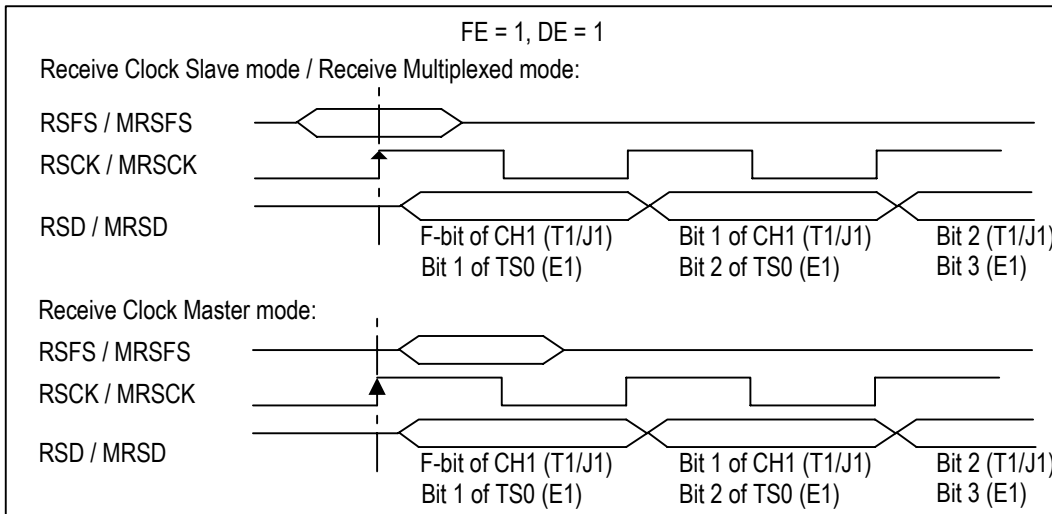 FE = 1, DE = 1
Receive Clock Slave mode / Receive Multiplexed mode:
RSFS / MRSFS
RSCK / MRSCK
RSD / MRSD
F-bit of CH1 (T1/J1) Bit 1 of CH1 (T1/J1) Bit 2 (T1/J1)
Bit 1 of TS0 (E1) Bit 2 of TS0 (E1) Bit 3 (E1)
Receive Clock Master mode:
RSFS / MRSFS
RSCK / MRSCK
RSD / MRSD
F-bit of CH1 (T1/J1) Bit 1 of CH1 (T1/J1) Bit 2 (T1/J1)
Bit 1 of TS0 (E1) Bit 2 of TS0 (E1) Bit 3 (E1)